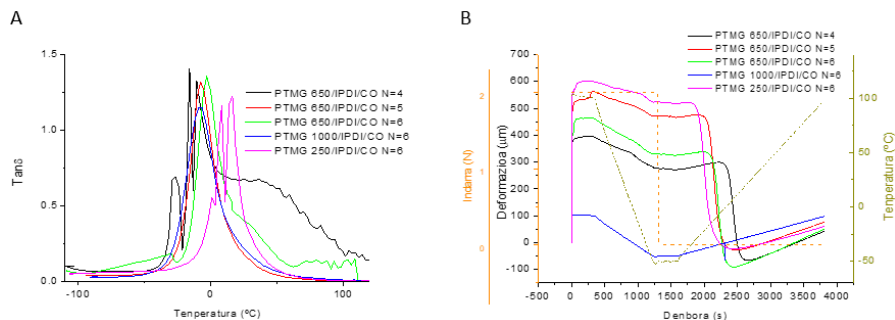 A
Tanδ
1.5
1.0
0.5
0.0
-100
0
100
Tenperatura (ºC)
PTMG 650/IPDI/CO N=4
PTMG 650/IPDI/CO N=5
PTMG 650/IPDI/CO N=6
PTMG 1000/IPDI/CO N=6
PTMG 250/IPDI/CO N=6
B
PTMG 650/IPDI/CO N=4
PTMG 650/IPDI/CO N=5
PTMG 650/IPDI/CO N=6
PTMG 1000/IPDI/CO N=6
PTMG 250/IPDI/CO N=6
Indarra (N)
2
1
0
Deformazioa (µm)
700
600
500
400
300
200
100
0
-100
-500
0
500
1000
1500
2000
2500
3000
3500
4000
Denbora (s)
100
50
0
-50
Temperatura (ºC)